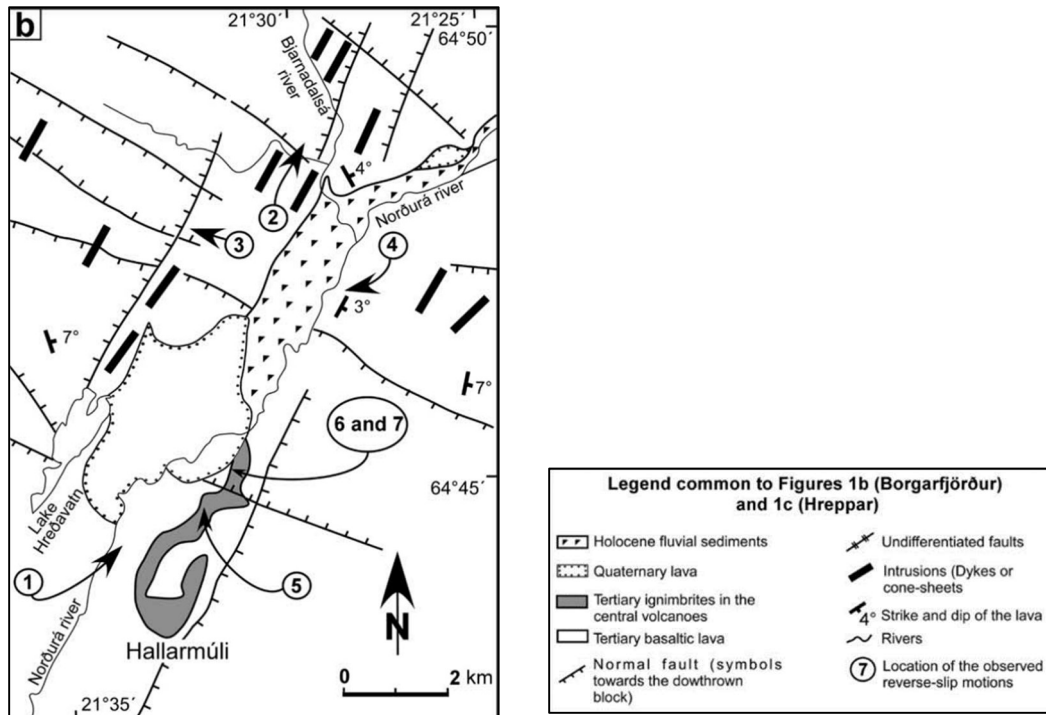 b
21°30´
21°25´
64°50´
Bjarnadalsá
river
4°
2
Norðurá river
3
4
3°
7°
7°
6 and 7
64°45´
Lake
Hreðavatn
1
5
N
Hallarmúli
Norðurá river
0 2 km
21°35´
Legend common to Figures 1b (Borgarfjörður)
and 1c (Hreppar)
Holocene fluvial sediments
Quaternary lava
Tertiary ignimbrites in the
central volcanoes
Tertiary basaltic lava
Normal fault (symbols
towards the dowthrown
block)
Undifferentiated faults
Intrusions (Dykes or
cone-sheets
4° Strike and dip of the lava
Rivers
7 Location of the observed
reverse-slip motions